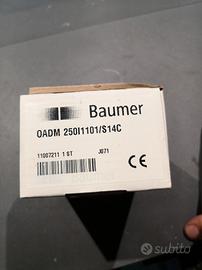 Baumer
OADM 250I1101/S14C
11007211 1 ST J071
CE
subito